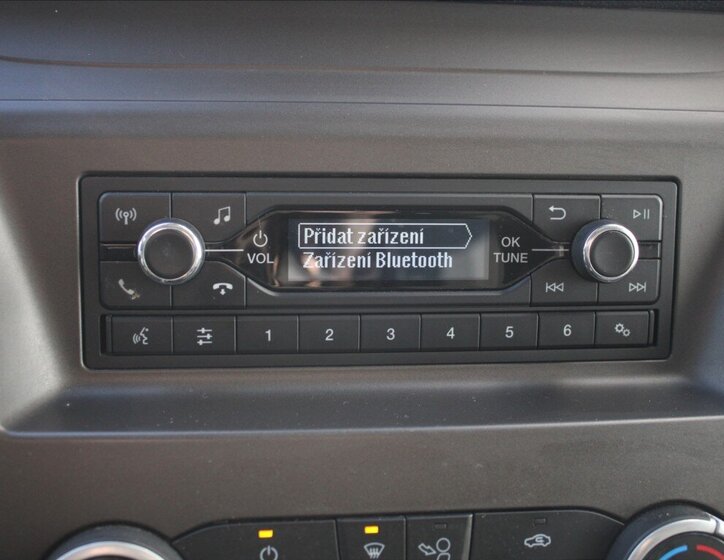 Přidat zařízení
Zařízení Bluetooth
VOL
OK
TUNE
1 2 3 4 5 6